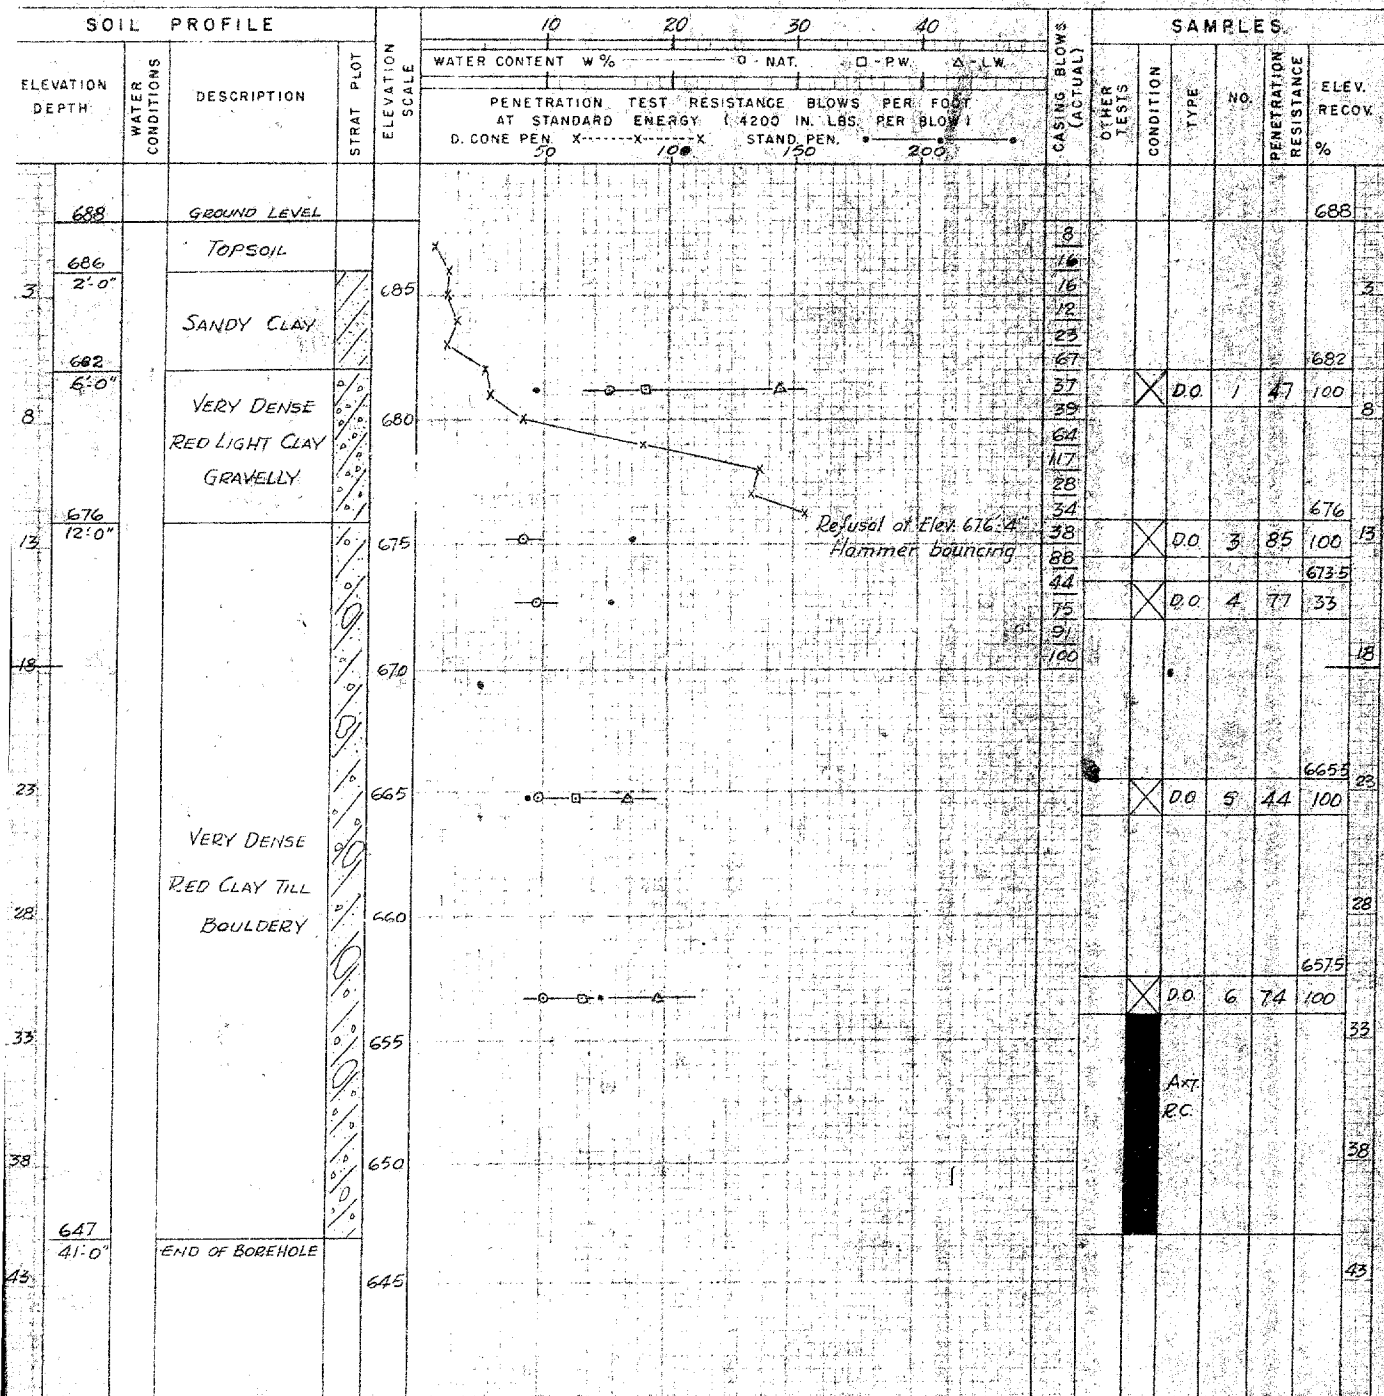 SOIL PROFILE
ELEVATION DEPTH
WATER CONDITIONS
DESCRIPTION
STRAT PLOT
ELEVATION SCALE
10 20 30 40
WATER CONTENT W % O - NAT. □ - P.W. Δ - L.W.
PENETRATION TEST RESISTANCE BLOWS PER FOOT
AT STANDARD ENERGY (4200 IN. LBS. PER BLOW)
D. CONE PEN. X-----X-----X STAND. PEN.
50 100 150 200
CASING BLOWS (ACTUAL)
SAMPLES
OTHER TESTS
CONDITION
TYPE
NO.
PENETRATION RESISTANCE
ELEV. RECOV. %
688 GROUND LEVEL 688
TOPSOIL 8
686 16
2'-0"
3 685 16 3
12
SANDY CLAY 23
682 67 682
6'-0" 37 D.O. 1 47 100
VERY DENSE 39
8 680 8
RED LIGHT CLAY 64
117
GRAVELLY 28
676 34 676
12'-0" Refusal at Elev. 676'-4"
13 675 38 D.O. 3 85 100 13
Hammer bouncing
88
44 673.5
75 D.O. 4 77 33
91
18 670 100 18
665.5
23 665 D.O. 5 44 100 23
VERY DENSE
RED CLAY TILL
28 660 28
BOULDERY
657.5
D.O. 6 74 100
33 655 33
AXT.
R.C.
38 650 38
647
41'-0" END OF BOREHOLE
43 645 43